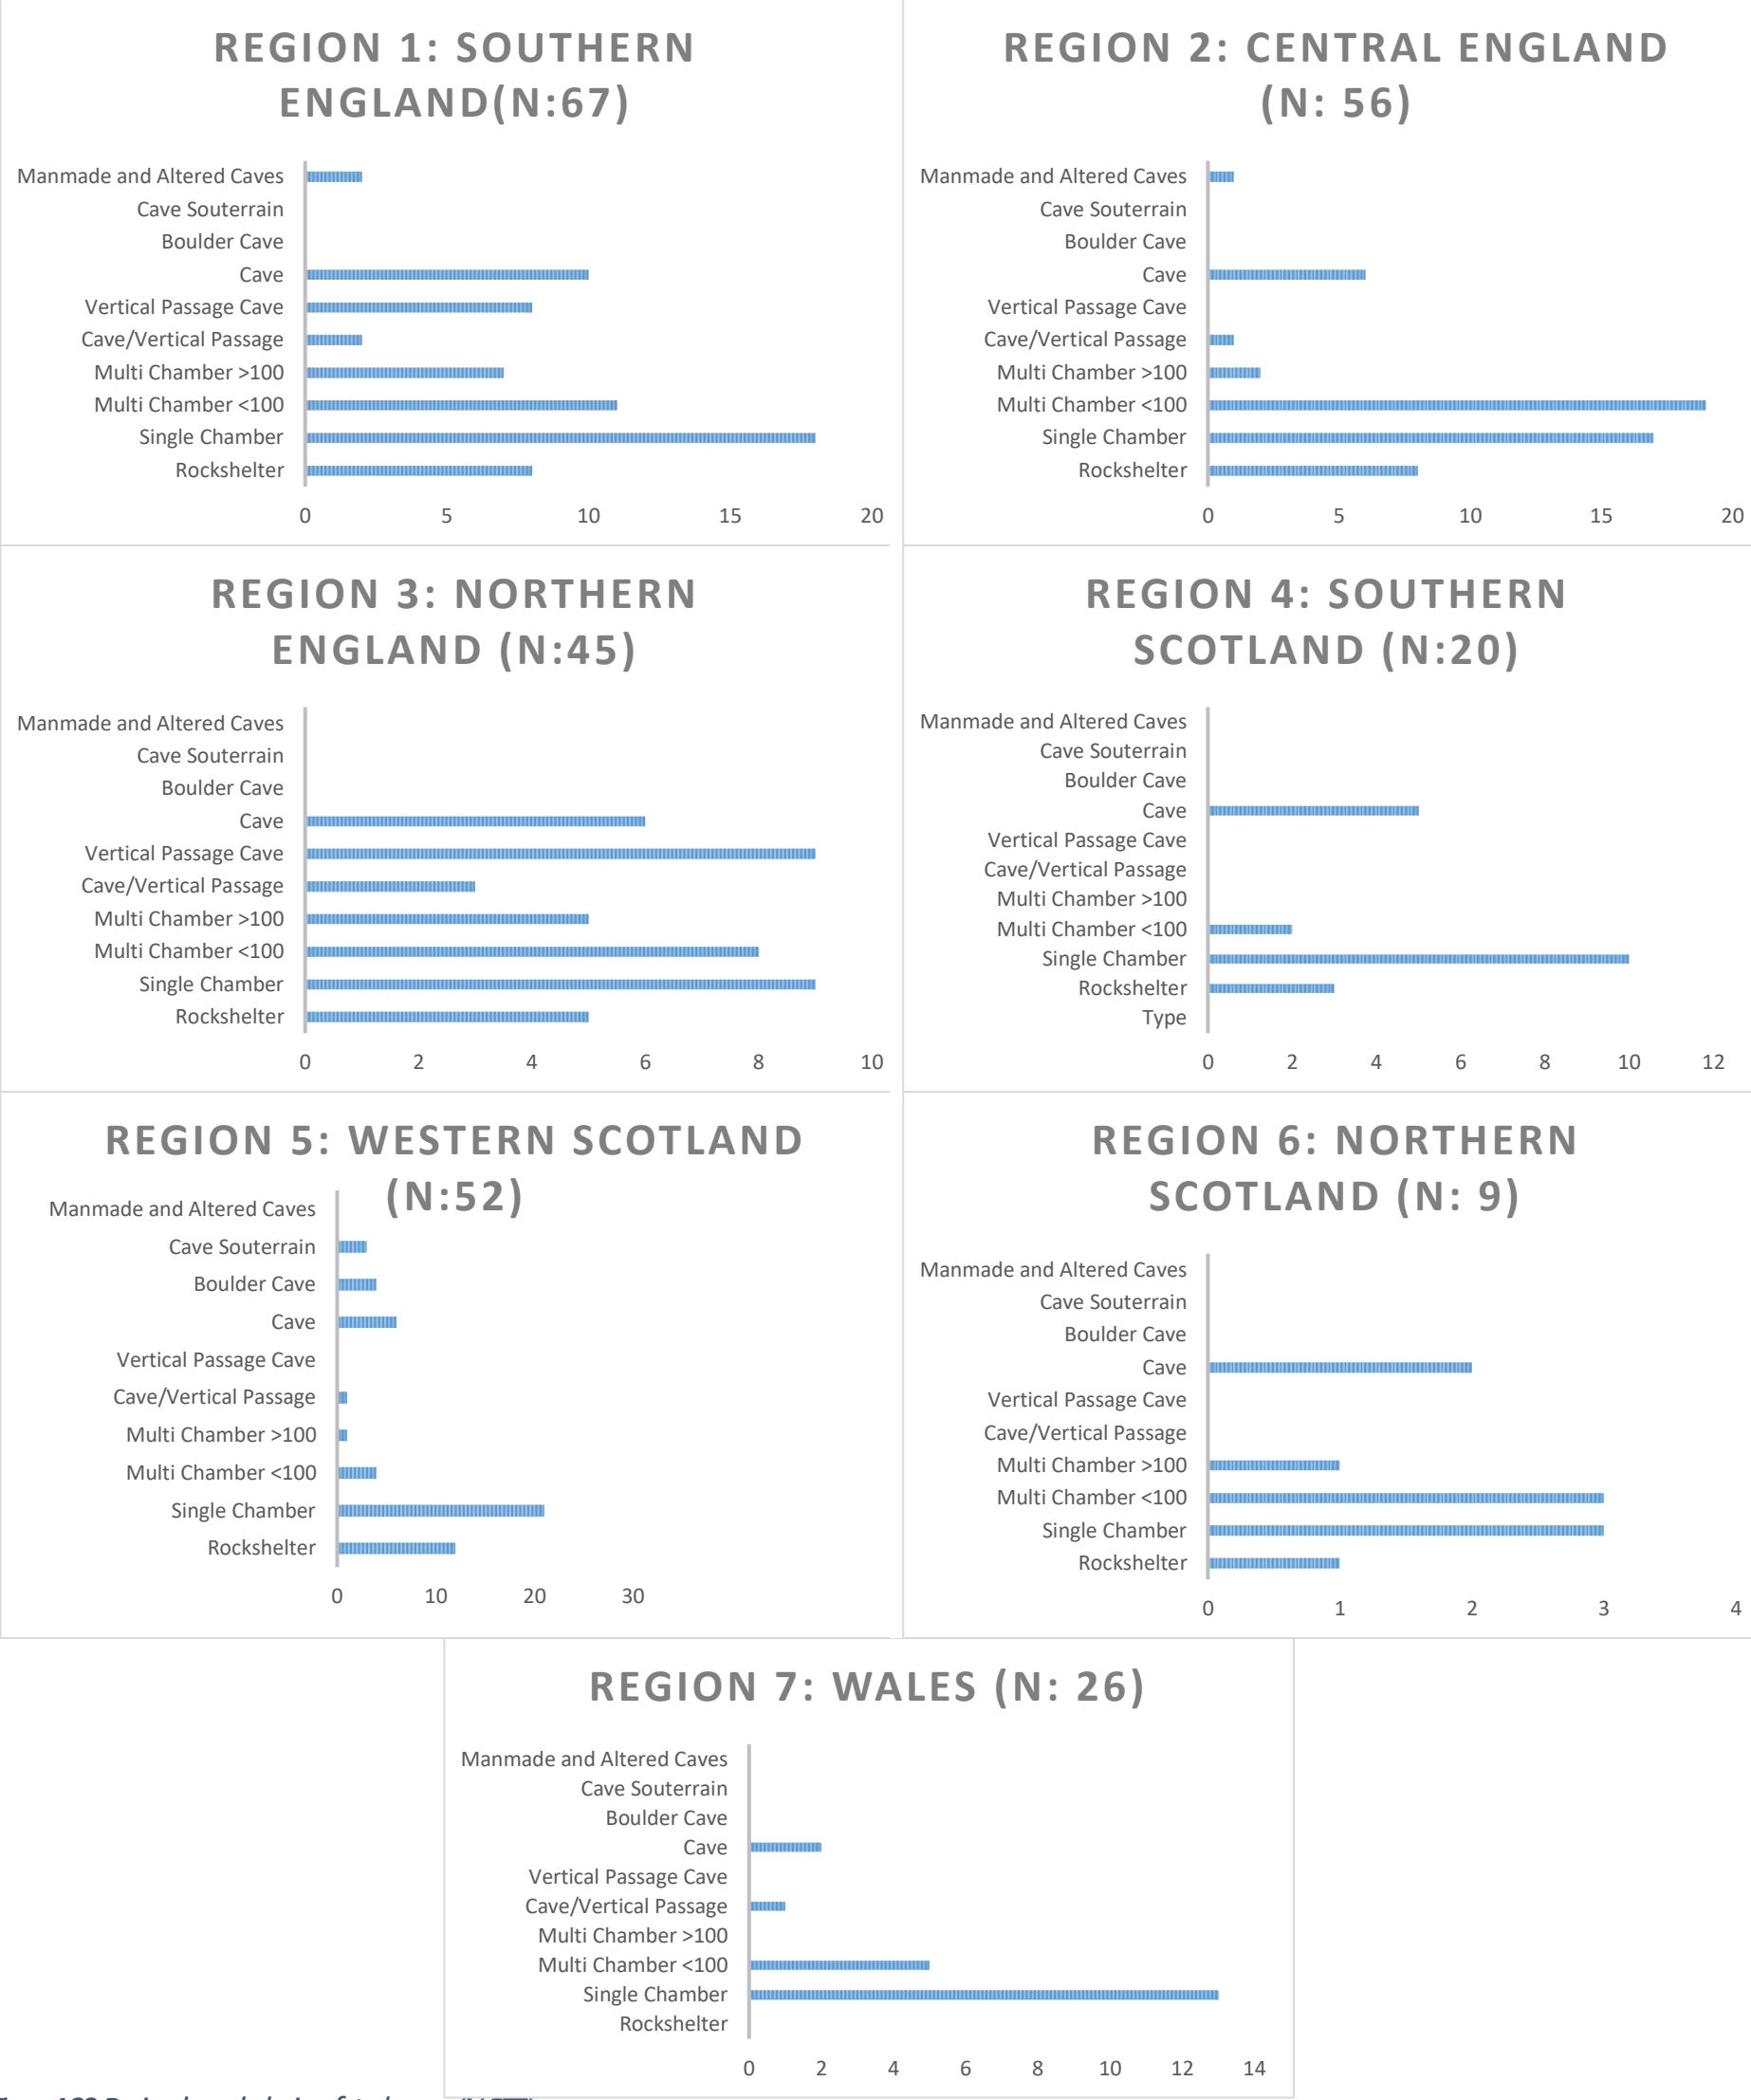 REGION 1: SOUTHERN
ENGLAND(N:67)
Manmade and Altered Caves
Cave Souterrain
Boulder Cave
Cave
Vertical Passage Cave
Cave/Vertical Passage
Multi Chamber >100
Multi Chamber <100
Single Chamber
Rockshelter
0 5 10 15 20
REGION 2: CENTRAL ENGLAND
(N: 56)
Manmade and Altered Caves
Cave Souterrain
Boulder Cave
Cave
Vertical Passage Cave
Cave/Vertical Passage
Multi Chamber >100
Multi Chamber <100
Single Chamber
Rockshelter
0 5 10 15 20
REGION 3: NORTHERN
ENGLAND (N:45)
Manmade and Altered Caves
Cave Souterrain
Boulder Cave
Cave
Vertical Passage Cave
Cave/Vertical Passage
Multi Chamber >100
Multi Chamber <100
Single Chamber
Rockshelter
0 2 4 6 8 10
REGION 4: SOUTHERN
SCOTLAND (N:20)
Manmade and Altered Caves
Cave Souterrain
Boulder Cave
Cave
Vertical Passage Cave
Cave/Vertical Passage
Multi Chamber >100
Multi Chamber <100
Single Chamber
Rockshelter
Type
0 2 4 6 8 10 12
REGION 5: WESTERN SCOTLAND
(N:52)
Manmade and Altered Caves
Cave Souterrain
Boulder Cave
Cave
Vertical Passage Cave
Cave/Vertical Passage
Multi Chamber >100
Multi Chamber <100
Single Chamber
Rockshelter
0 10 20 30
REGION 6: NORTHERN
SCOTLAND (N: 9)
Manmade and Altered Caves
Cave Souterrain
Boulder Cave
Cave
Vertical Passage Cave
Cave/Vertical Passage
Multi Chamber >100
Multi Chamber <100
Single Chamber
Rockshelter
0 1 2 3 4
REGION 7: WALES (N: 26)
Manmade and Altered Caves
Cave Souterrain
Boulder Cave
Cave
Vertical Passage Cave
Cave/Vertical Passage
Multi Chamber >100
Multi Chamber <100
Single Chamber
Rockshelter
0 2 4 6 8 10 12 14